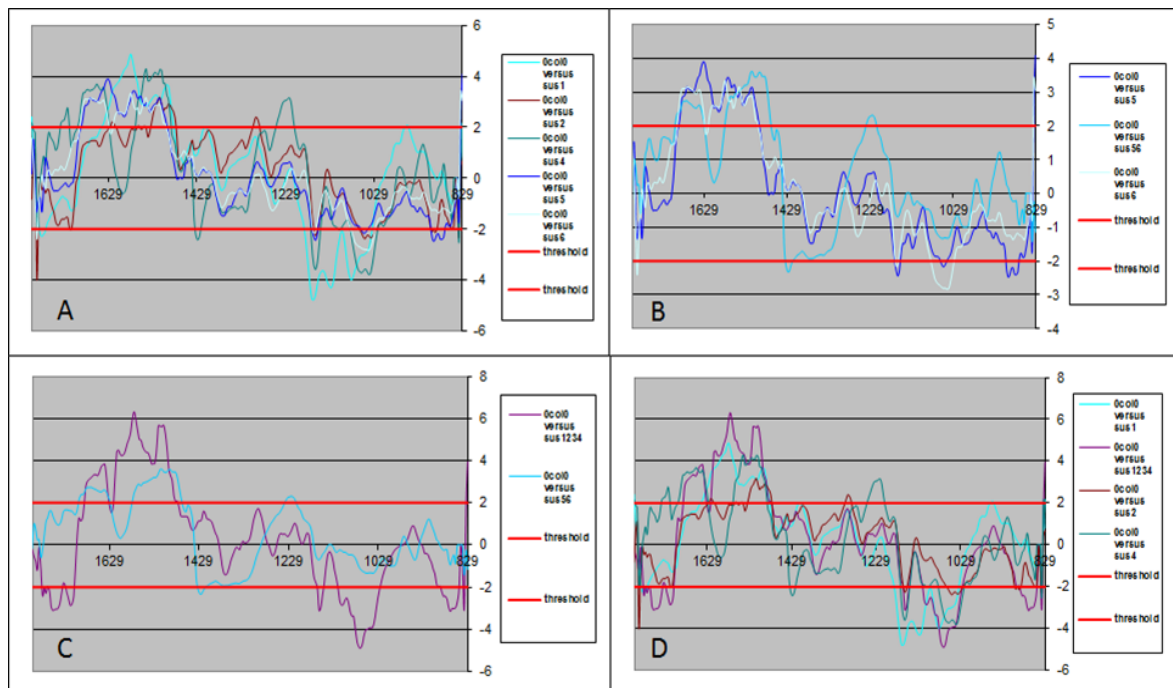 6
4
2
0
-2
-4
-6
1629
1429
1229
1029
829
0col0
versus
sus1
0col0
versus
sus2
0col0
versus
sus4
0col0
versus
sus5
0col0
versus
sus6
threshold
threshold
A
5
4
3
2
1
0
-1
-2
-3
-4
1629
1429
1229
1029
829
0col0
versus
sus5
0col0
versus
sus56
0col0
versus
sus6
threshold
threshold
B
8
6
4
2
0
-2
-4
-6
1629
1429
1229
1028
829
0col0
versus
sus1234
0col0
versus
sus56
threshold
threshold
C
8
6
4
2
0
-2
-4
-6
1629
1429
1229
1029
829
0col0
versus
sus1
0col0
versus
sus1234
0col0
versus
sus2
0col0
versus
sus4
threshold
threshold
D